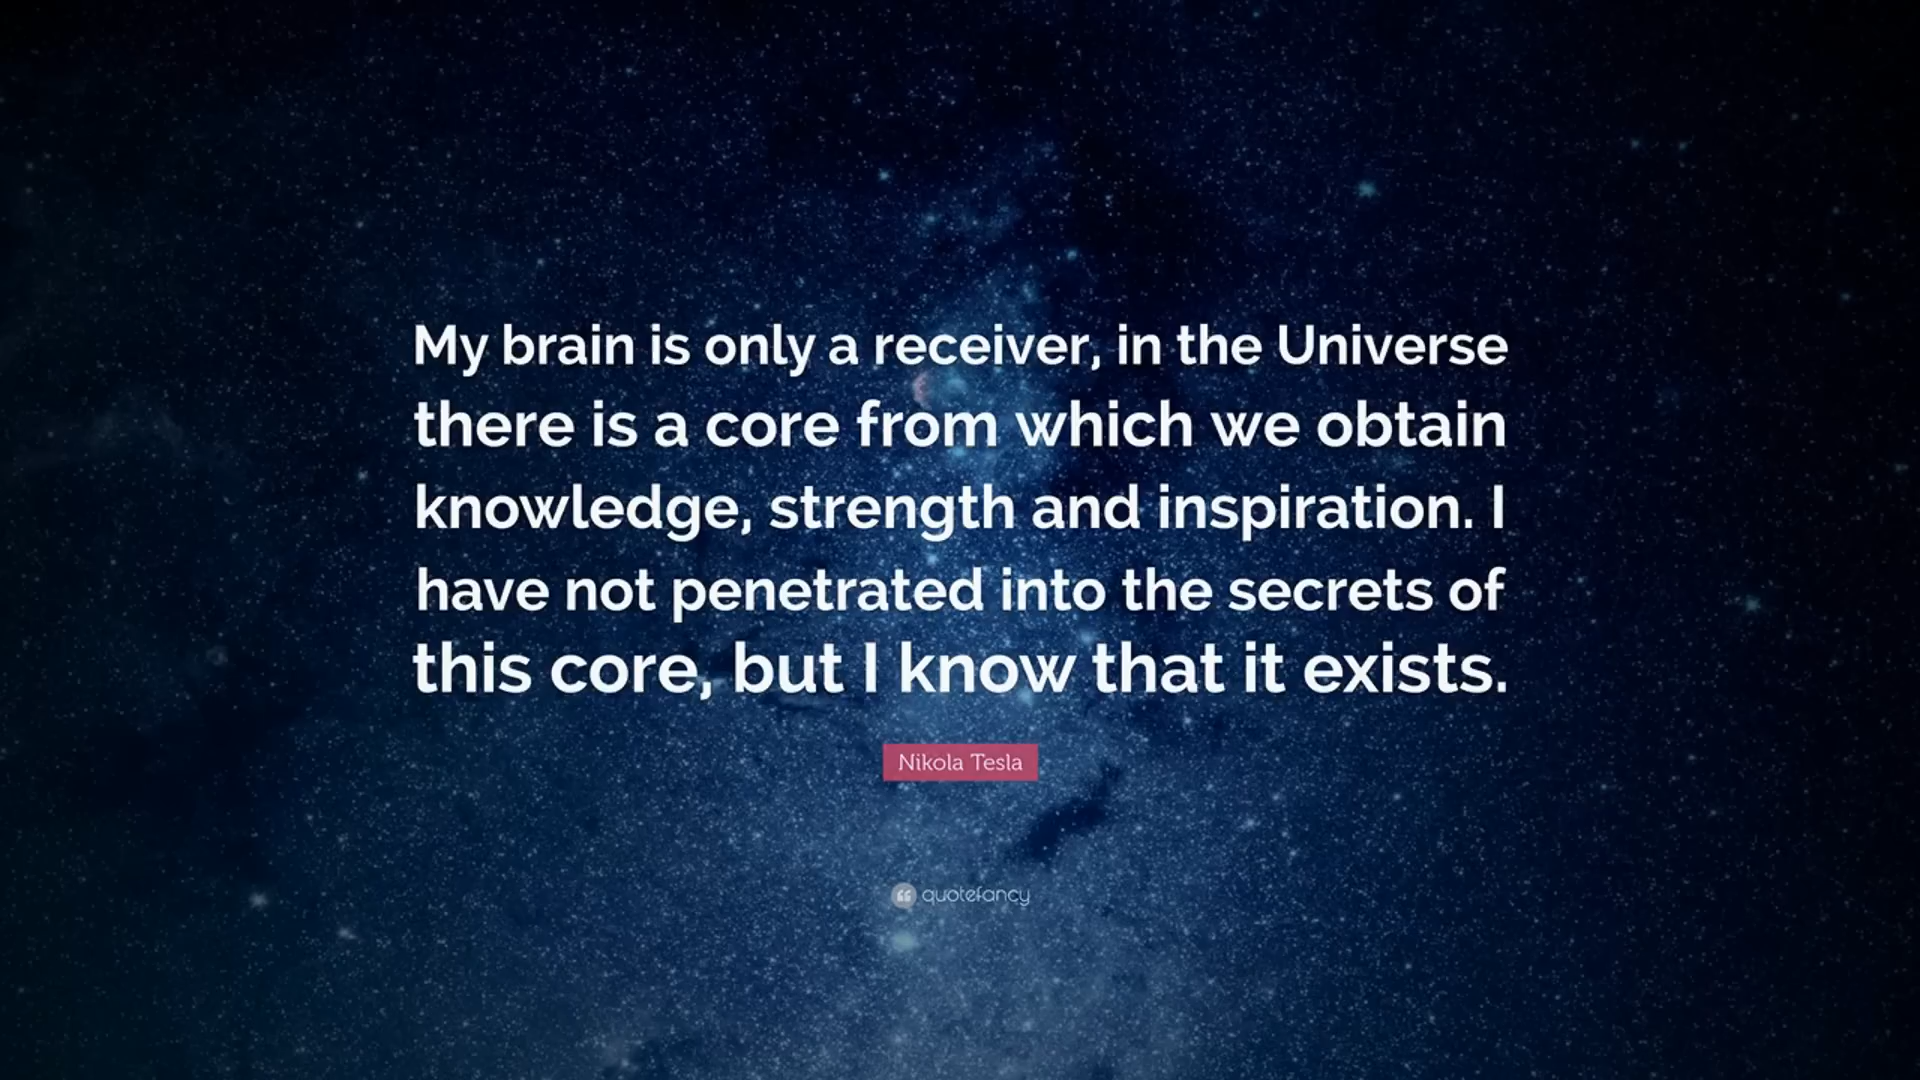 My brain is only a receiver, in the Universe
there is a core from which we obtain
knowledge, strength and inspiration. I
have not penetrated into the secrets of
this core, but I know that it exists.
Nikola Tesla
quotefancy